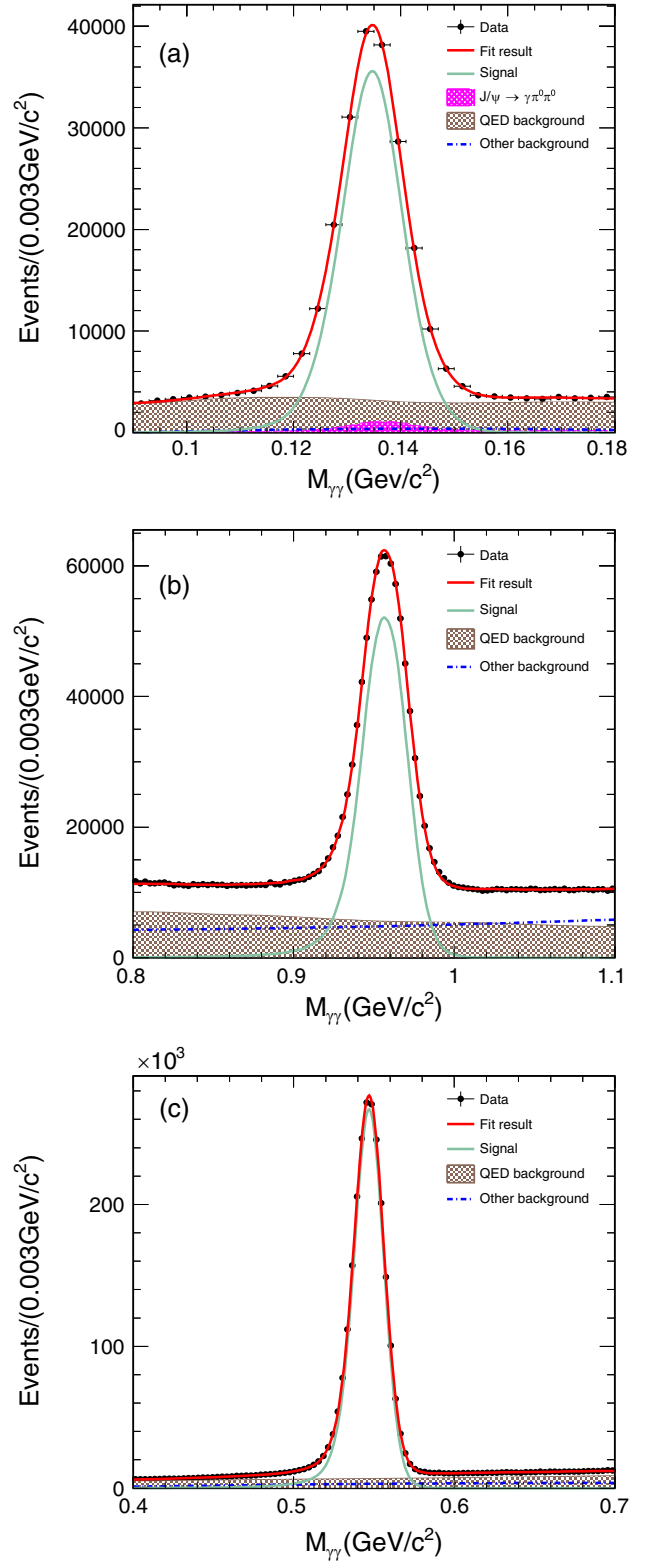 (a)
Data
Fit result
Signal
J/ψ → γπ⁰π⁰
QED background
Other background
40000
30000
20000
10000
0
Events/(0.003GeV/c²)
0.1 0.12 0.14 0.16 0.18
Mγγ(Gev/c²)
(b)
Data
Fit result
Signal
QED background
Other background
60000
40000
20000
0
Events/(0.003GeV/c²)
0.8 0.9 1 1.1
Mγγ(GeV/c²)
×10³
(c)
Data
Fit result
Signal
QED background
Other background
200
100
0
Events/(0.003GeV/c²)
0.4 0.5 0.6 0.7
Mγγ(GeV/c²)